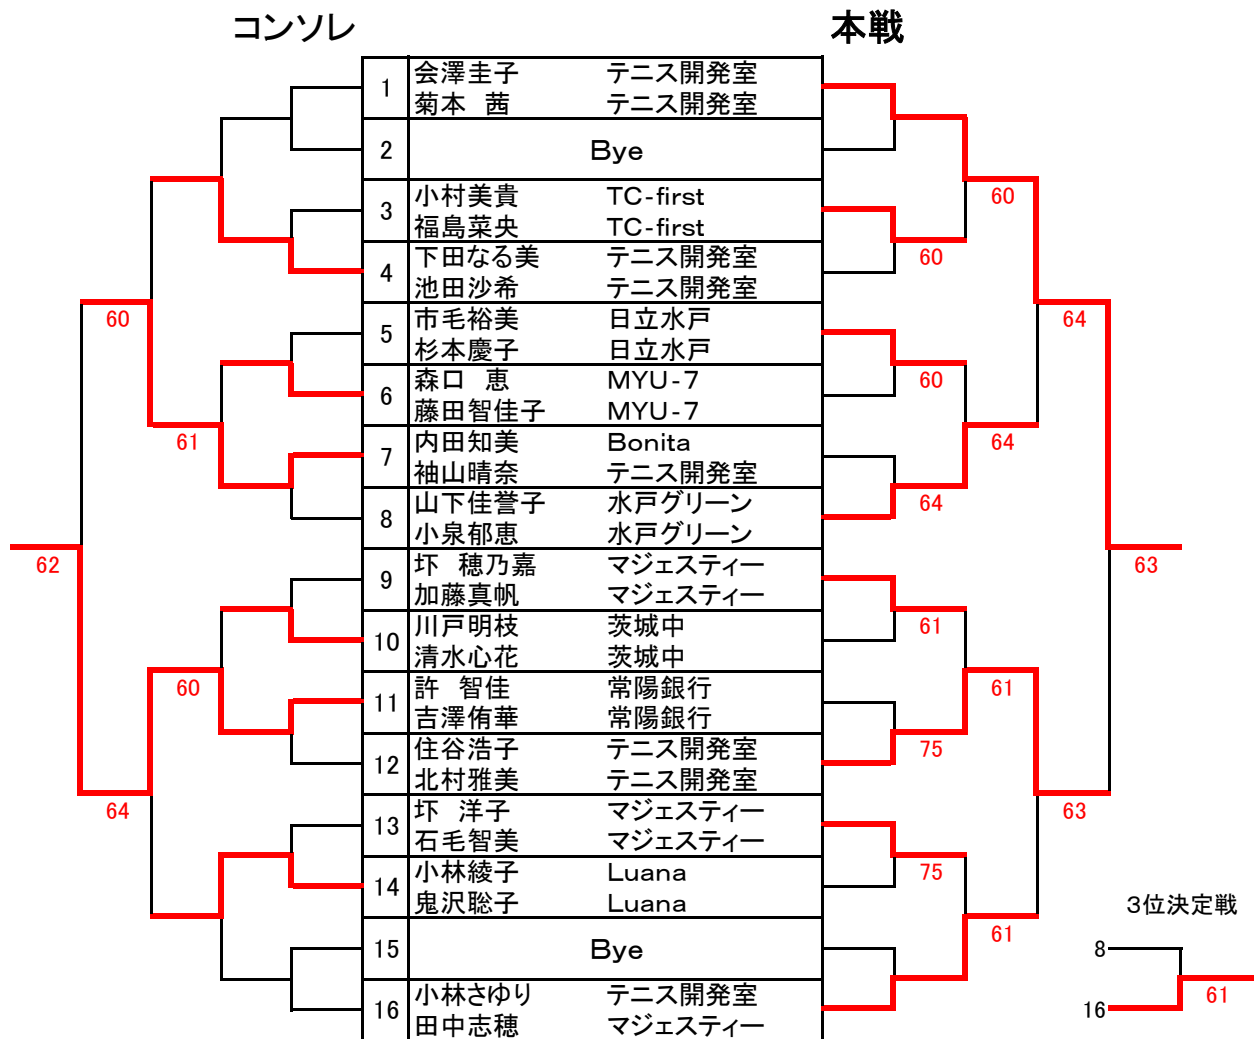 コンソレ 本戦
1 会澤圭子 テニス開発室
菊本 茜 テニス開発室
2 Bye
3 小村美貴 TC-first
福島菜央 TC-first
4 下田なる美 テニス開発室
池田沙希 テニス開発室
5 市毛裕美 日立水戸
杉本慶子 日立水戸
6 森口 恵 MYU-7
藤田智佳子 MYU-7
7 内田知美 Bonita
袖山晴奈 テニス開発室
8 山下佳誉子 水戸グリーン
小泉郁恵 水戸グリーン
9 圷 穂乃嘉 マジェスティー
加藤真帆 マジェスティー
10 川戸明枝 茨城中
清水心花 茨城中
11 許 智佳 常陽銀行
吉澤侑華 常陽銀行
12 住谷浩子 テニス開発室
北村雅美 テニス開発室
13 圷 洋子 マジェスティー
石毛智美 マジェスティー
14 小林綾子 Luana
鬼沢聡子 Luana
15 Bye
16 小林さゆり テニス開発室
田中志穂 マジェスティー
60
61
62
60
64
60
60
64
60
64
64
63
61
61
75
63
75
61
3位決定戦
8
16
61